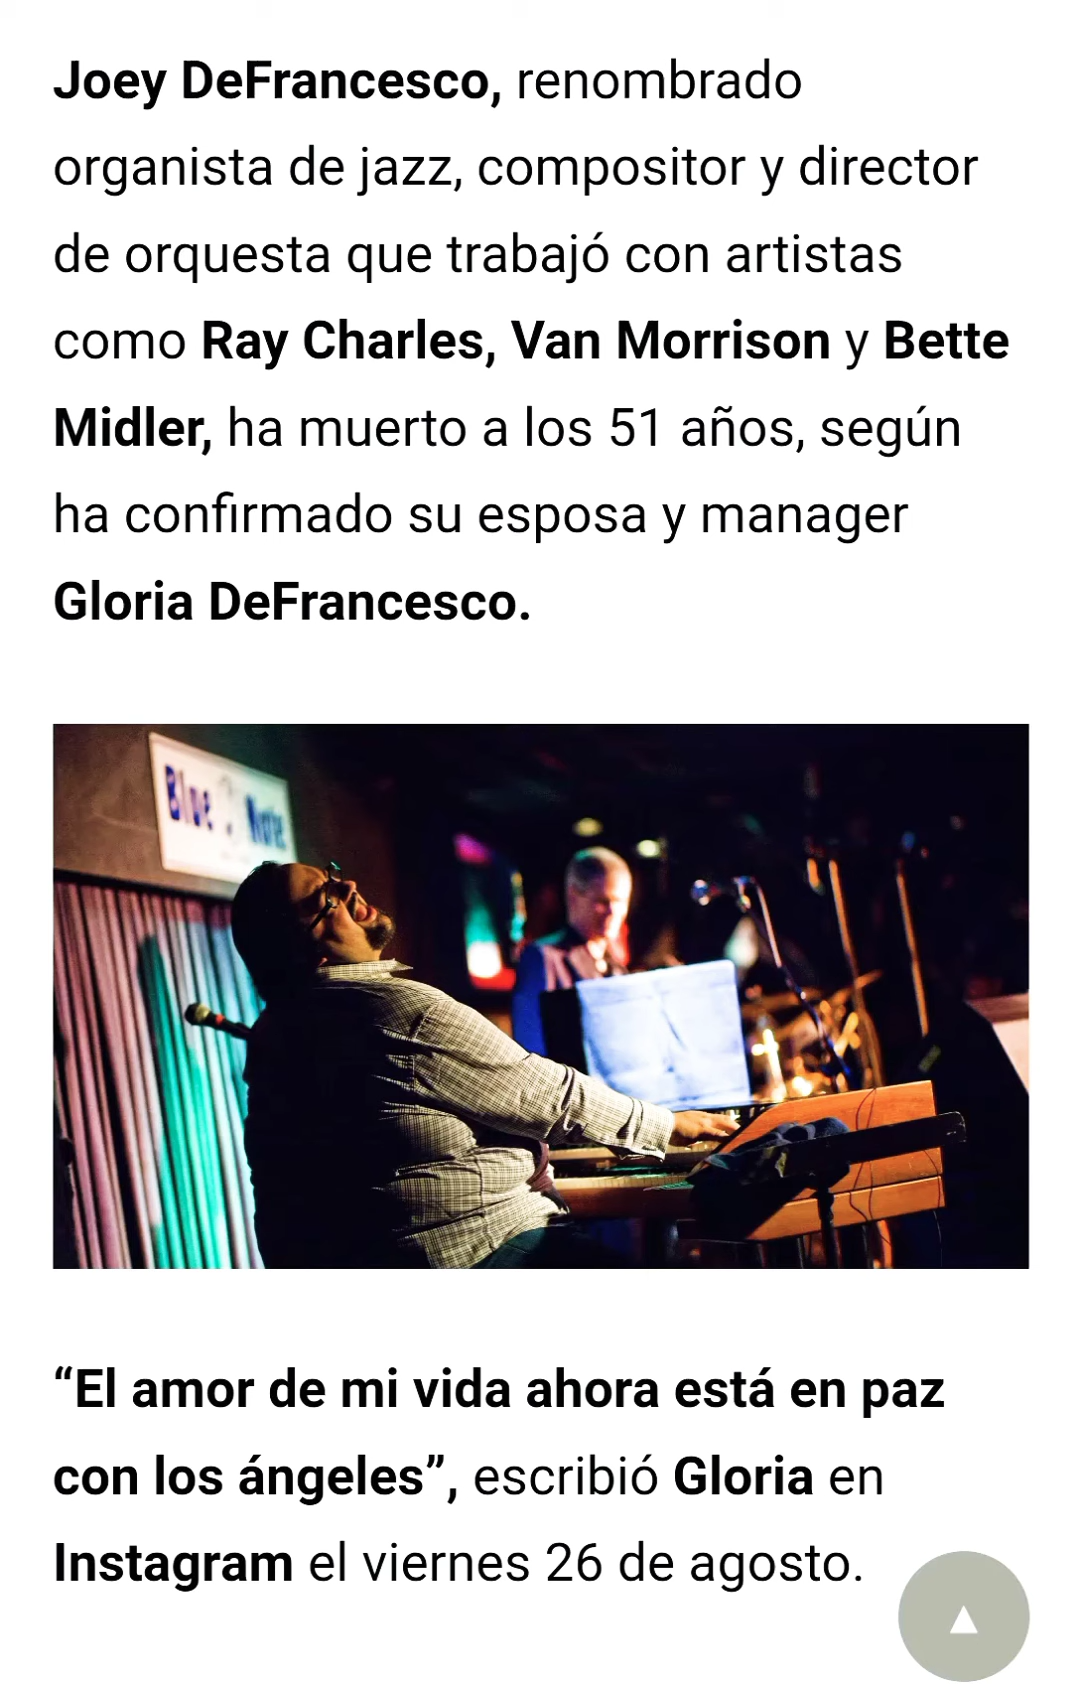 Joey DeFrancesco, renombrado
organista de jazz, compositor y director
de orquesta que trabajó con artistas
como Ray Charles, Van Morrison y Bette
Midler, ha muerto a los 51 años, según
ha confirmado su esposa y manager
Gloria DeFrancesco.
Blue Note
“El amor de mi vida ahora está en paz
con los ángeles”, escribió Gloria en
Instagram el viernes 26 de agosto.